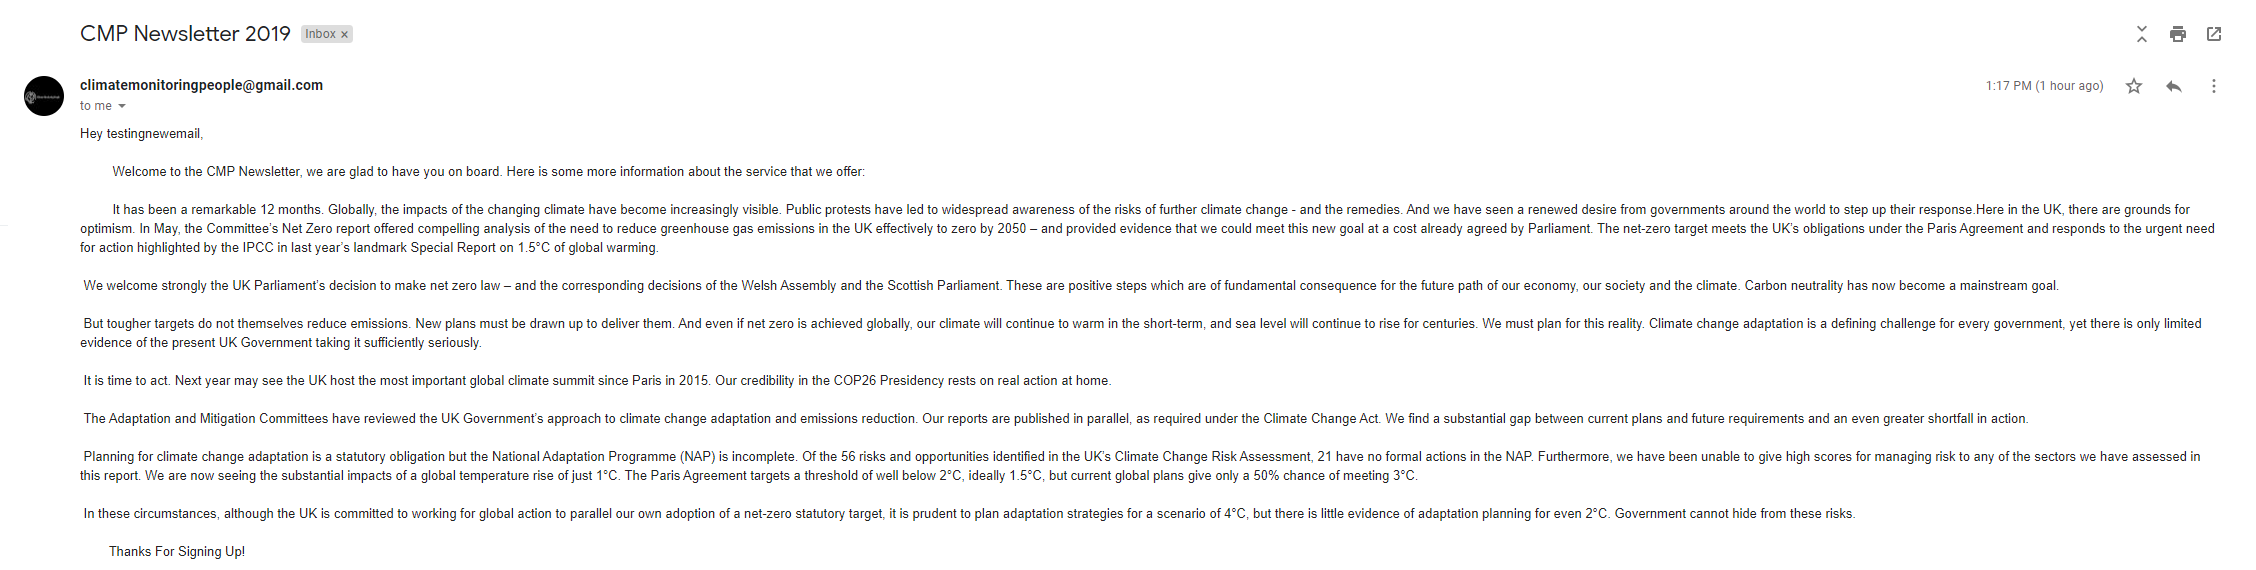 CMP Newsletter 2019 Inbox x
climatemonitoringpeople@gmail.com 1:17 PM (1 hour ago)
to me
Hey testingnewemail,
Welcome to the CMP Newsletter, we are glad to have you on board. Here is some more information about the service that we offer:
It has been a remarkable 12 months. Globally, the impacts of the changing climate have become increasingly visible. Public protests have led to widespread awareness of the risks of further climate change - and the remedies. And we have seen a renewed desire from governments around the world to step up their response.Here in the UK, there are grounds for
optimism. In May, the Committee's Net Zero report offered compelling analysis of the need to reduce greenhouse gas emissions in the UK effectively to zero by 2050 – and provided evidence that we could meet this new goal at a cost already agreed by Parliament. The net-zero target meets the UK's obligations under the Paris Agreement and responds to the urgent need
for action highlighted by the IPCC in last year's landmark Special Report on 1.5°C of global warming.
We welcome strongly the UK Parliament's decision to make net zero law – and the corresponding decisions of the Welsh Assembly and the Scottish Parliament. These are positive steps which are of fundamental consequence for the future path of our economy, our society and the climate. Carbon neutrality has now become a mainstream goal.
But tougher targets do not themselves reduce emissions. New plans must be drawn up to deliver them. And even if net zero is achieved globally, our climate will continue to warm in the short-term, and sea level will continue to rise for centuries. We must plan for this reality. Climate change adaptation is a defining challenge for every government, yet there is only limited
evidence of the present UK Government taking it sufficiently seriously.
It is time to act. Next year may see the UK host the most important global climate summit since Paris in 2015. Our credibility in the COP26 Presidency rests on real action at home.
The Adaptation and Mitigation Committees have reviewed the UK Government's approach to climate change adaptation and emissions reduction. Our reports are published in parallel, as required under the Climate Change Act. We find a substantial gap between current plans and future requirements and an even greater shortfall in action.
Planning for climate change adaptation is a statutory obligation but the National Adaptation Programme (NAP) is incomplete. Of the 56 risks and opportunities identified in the UK's Climate Change Risk Assessment, 21 have no formal actions in the NAP. Furthermore, we have been unable to give high scores for managing risk to any of the sectors we have assessed in
this report. We are now seeing the substantial impacts of a global temperature rise of just 1°C. The Paris Agreement targets a threshold of well below 2°C, ideally 1.5°C, but current global plans give only a 50% chance of meeting 3°C.
In these circumstances, although the UK is committed to working for global action to parallel our own adoption of a net-zero statutory target, it is prudent to plan adaptation strategies for a scenario of 4°C, but there is little evidence of adaptation planning for even 2°C. Government cannot hide from these risks.
Thanks For Signing Up!